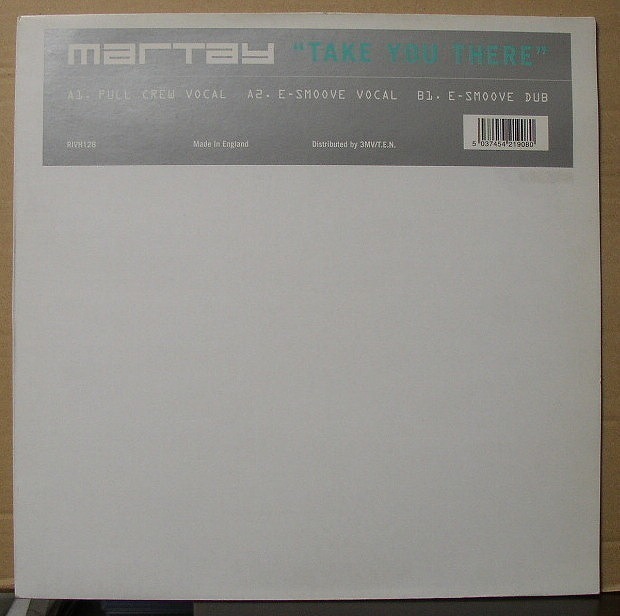 martay "TAKE YOU THERE"
A1. FULL CREW VOCAL A2. E-SMOOVE VOCAL B1. E-SMOOVE DUB
RIVR12B Made In England Distributed by 3MV/T.E.N.
5 037454 219080